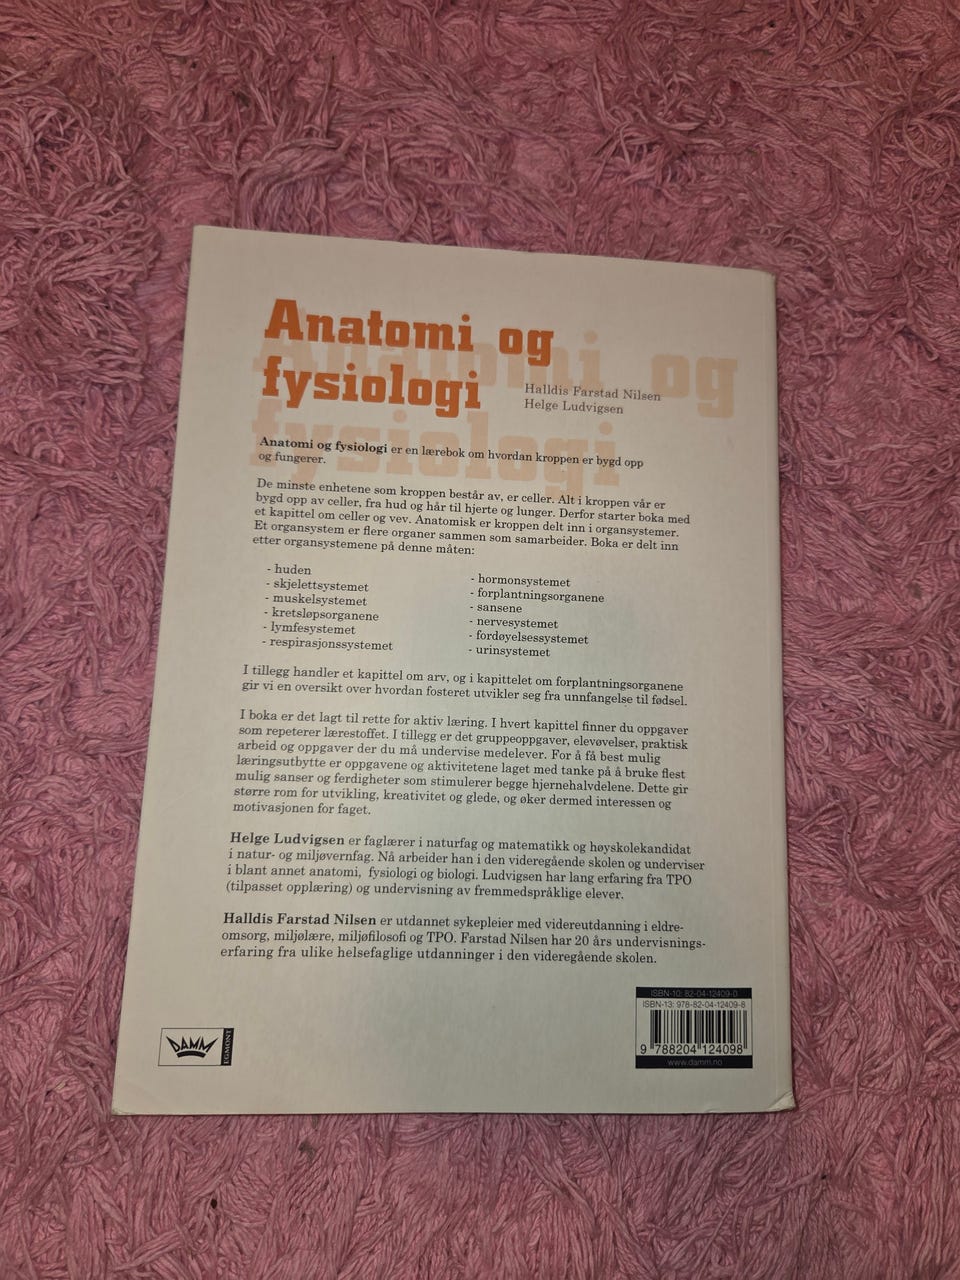 Anatomi og
fysiologi
Halldis Farstad Nilsen
Helge Ludvigsen
Anatomi og
fysiologi
Anatomi og fysiologi er en lærebok om hvordan kroppen er bygd opp
og fungerer.
De minste enhetene som kroppen består av, er celler. Alt i kroppen vår er
bygd opp av celler, fra hud og hår til hjerte og lunger. Derfor starter boka med
et kapittel om celler og vev. Anatomisk er kroppen delt inn i organsystemer.
Et organsystem er flere organer sammen som samarbeider. Boka er delt inn
etter organsystemene på denne måten:
- huden
- skjelettsystemet
- muskelsystemet
- kretsløpsorganene
- lymfesystemet
- respirasjonssystemet
- hormonsystemet
- forplantningsorganene
- sansene
- nervesystemet
- fordøyelsessystemet
- urinsystemet
I tillegg handler et kapittel om arv, og i kapittelet om forplantningsorganene
gir vi en oversikt over hvordan fosteret utvikler seg fra unnfangelse til fødsel.
I boka er det lagt til rette for aktiv læring. I hvert kapittel finner du oppgaver
som repeterer lærestoffet. I tillegg er det gruppeoppgaver, elevøvelser, praktisk
arbeid og oppgaver der du må undervise medelever. For å få best mulig
læringsutbytte er oppgavene og aktivitetene laget med tanke på å bruke flest
mulig sanser og ferdigheter som stimulerer begge hjernehalvdelene. Dette gir
større rom for utvikling, kreativitet og glede, og øker dermed interessen og
motivasjonen for faget.
Helge Ludvigsen er faglærer i naturfag og matematikk og høyskolekandidat
i natur- og miljøvernfag. Nå arbeider han i den videregående skolen og underviser
i blant annet anatomi, fysiologi og biologi. Ludvigsen har lang erfaring fra TPO
(tilpasset opplæring) og undervisning av fremmedspråklige elever.
Halldis Farstad Nilsen er utdannet sykepleier med videreutdanning i eldre-
omsorg, miljølære, miljøfilosofi og TPO. Farstad Nilsen har 20 års undervisnings-
erfaring fra ulike helsefaglige utdanninger i den videregående skolen.
DAMM
EGMONT
ISBN-10: 82-04-12409-0
ISBN-13: 978-82-04-12409-8
9 788204 124098
www.damm.no